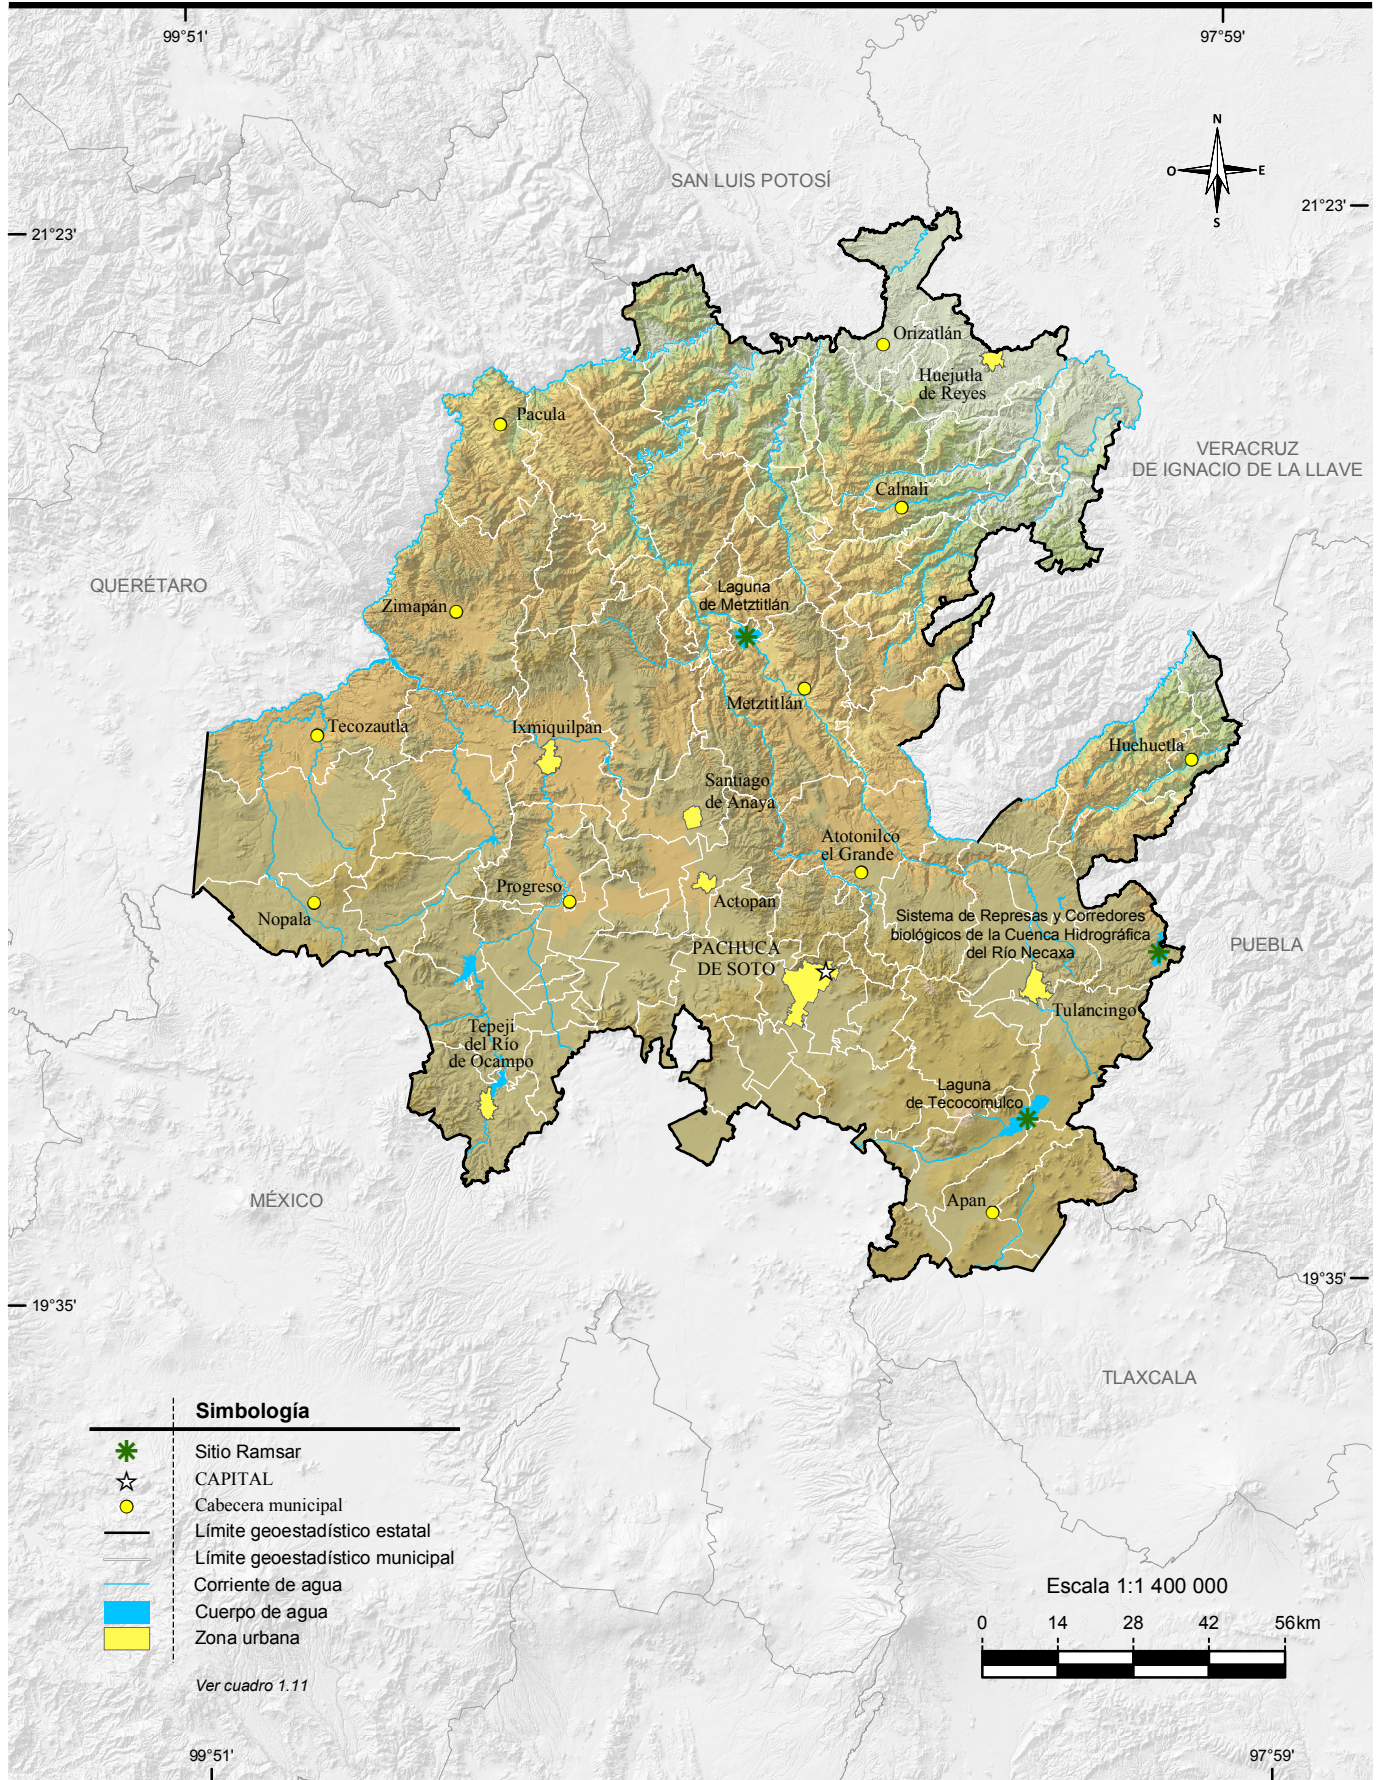 99°51'
97°59'
N
O
E
S
SAN LUIS POTOSÍ
21°23'
21°23'
Orizatlán
Huejutla
de Reyes
Pacula
VERACRUZ
DE IGNACIO DE LA LLAVE
Calnali
QUERÉTARO
Laguna
de Metztitlán
Zimapán
Metztitlán
Tecozautla
Ixmiquilpan
Huehuetla
Santiago
de Anaya
Atotonilco
el Grande
Progreso
Actopan
Nopala
Sistema de Represas y Corredores
biológicos de la Cuenca Hidrográfica
del Río Necaxa
PUEBLA
PACHUCA
DE SOTO
Tulancingo
Tepeji
del Río
de Ocampo
Laguna
de Tecocomulco
MÉXICO
Apan
19°35'
19°35'
TLAXCALA
Simbología
Sitio Ramsar
CAPITAL
Cabecera municipal
Límite geoestadístico estatal
Límite geoestadístico municipal
Corriente de agua
Cuerpo de agua
Zona urbana
Ver cuadro 1.11
Escala 1:1 400 000
0 14 28 42 56km
99°51'
97°59'